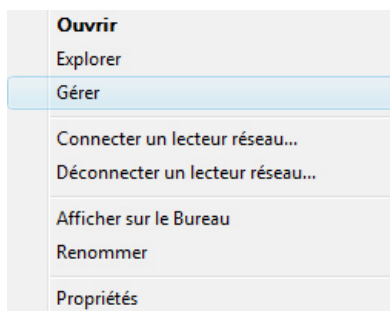 Ouvrir
Explorer
Gérer
Connecter un lecteur réseau...
Déconnecter un lecteur réseau...
Afficher sur le Bureau
Renommer
Propriétés